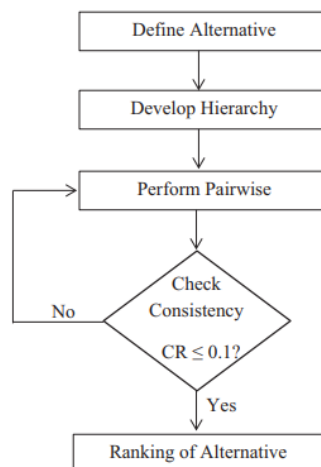 Define Alternative
Develop Hierarchy
Perform Pairwise
Check
Consistency
CR ≤ 0.1?
No
Yes
Ranking of Alternative